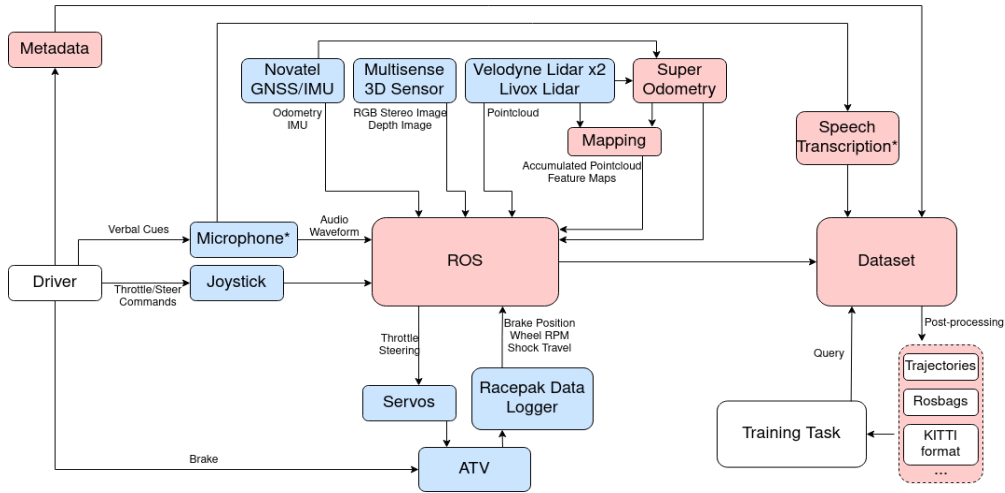 Metadata
Novatel
GNSS/IMU
Multisense
3D Sensor
Velodyne Lidar x2
Livox Lidar
Super
Odometry
Odometry
IMU
RGB Stereo Image
Depth Image
Pointcloud
Mapping
Accumulated Pointcloud
Feature Maps
Speech
Transcription*
Verbal Cues
Microphone*
Audio
Waveform
ROS
Dataset
Driver
Throttle/Steer
Commands
Joystick
Throttle
Steering
Brake Position
Wheel RPM
Shock Travel
Post-processing
Query
Trajectories
Rosbags
KITTI
format
...
Servos
Racepak Data
Logger
Training Task
Brake
ATV